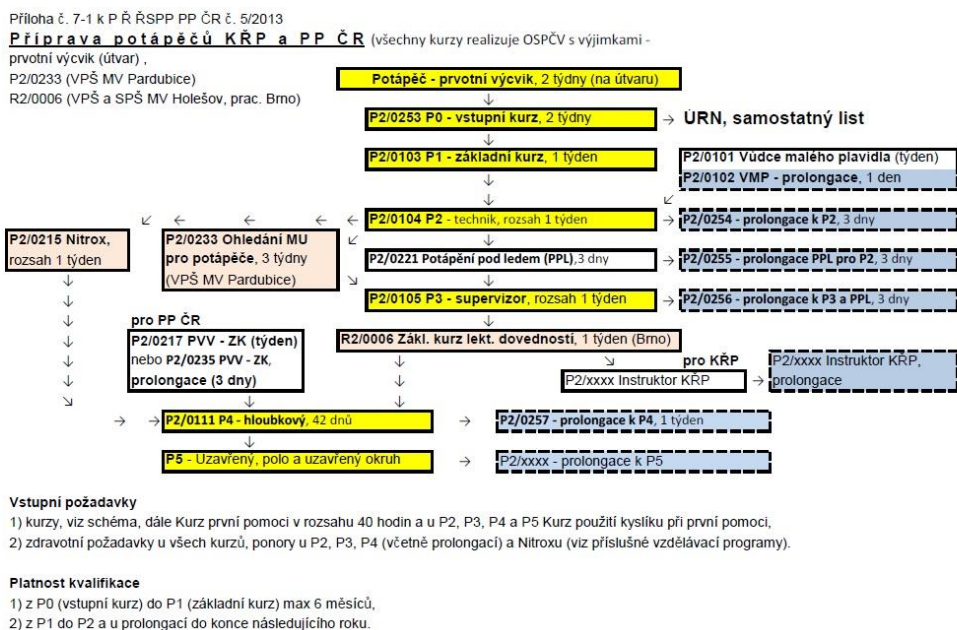 Příloha č. 7-1 k P Ř ŘSPP PP ČR č. 5/2013
Příprava potápěčů KŘP a PP ČR (všechny kurzy realizuje OSPČV s výjimkami -
prvotní výcvik (útvar) ,
P2/0233 (VPŠ MV Pardubice)
R2/0006 (VPŠ a SPŠ MV Holešov, prac. Brno)
Potápěč - prvotní výcvik, 2 týdny (na útvaru)
↓
P2/0253 P0 - vstupní kurz, 2 týdny → ÚRN, samostatný list
↓
P2/0103 P1 - základní kurz, 1 týden
P2/0101 Vůdce malého plavidla (týden)
P2/0102 VMP - prolongace, 1 den
↓ ↙
↙ ← ← ← ← P2/0104 P2 - technik, rozsah 1 týden → P2/0254 - prolongace k P2, 3 dny
P2/0215 Nitrox,
rozsah 1 týden
P2/0233 Ohledání MU
pro potápěče, 3 týdny
(VPŠ MV Pardubice)
↙ ↓
P2/0221 Potápění pod ledem (PPL),3 dny → P2/0255 - prolongace PPL pro P2, 3 dny
↘ ↓
P2/0105 P3 - supervizor, rozsah 1 týden → P2/0256 - prolongace k P3 a PPL, 3 dny
↓
pro PP ČR
P2/0217 PVV - ZK (týden)
nebo P2/0235 PVV - ZK,
prolongace (3 dny)
R2/0006 Zákl. kurz lekt. dovedností, 1 týden (Brno)
↘ pro KŘP
P2/xxxx Instruktor KŘP → P2/xxxx Instruktor KŘP,
prolongace
↘ ↓ ↓
→ → P2/0111 P4 - hloubkový, 42 dnů → P2/0257 - prolongace k P4, 1 týden
↓
P5 - Uzavřený, polo a uzavřený okruh → P2/xxxx - prolongace k P5
Vstupní požadavky
1) kurzy, viz schéma, dále Kurz první pomoci v rozsahu 40 hodin a u P2, P3, P4 a P5 Kurz použití kyslíku při první pomoci,
2) zdravotní požadavky u všech kurzů, ponory u P2, P3, P4 (včetně prolongací) a Nitroxu (viz příslušné vzdělávací programy).
Platnost kvalifikace
1) z P0 (vstupní kurz) do P1 (základní kurz) max 6 měsíců,
2) z P1 do P2 a u prolongací do konce následujícího roku.